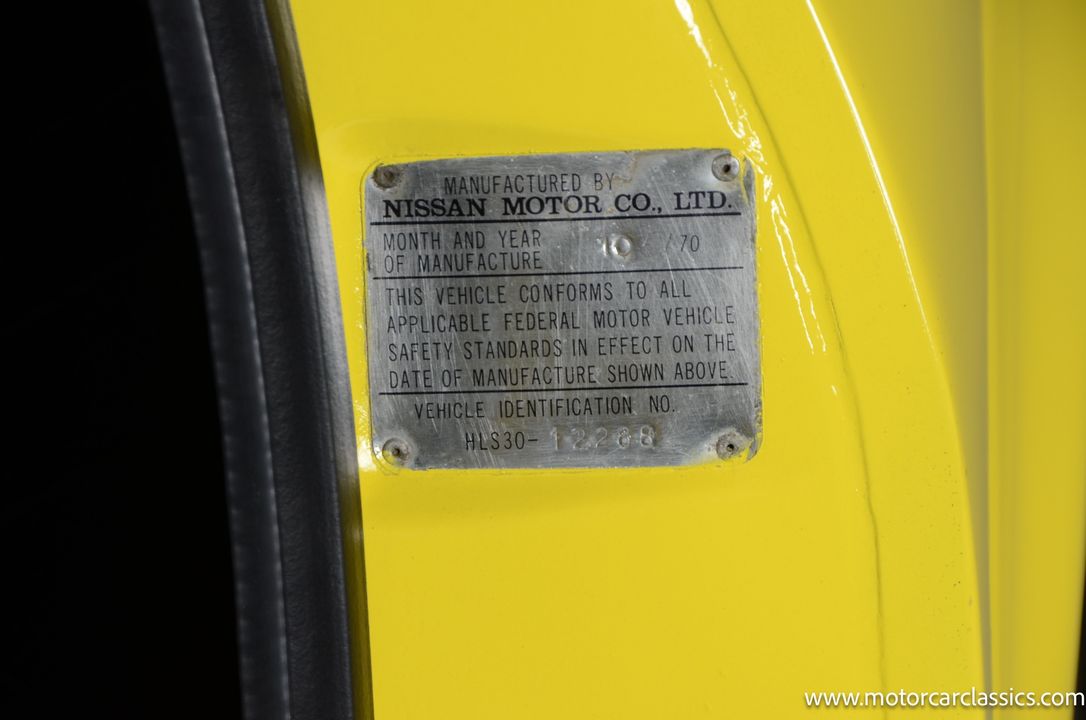 MANUFACTURED BY
NISSAN MOTOR CO., LTD.
MONTH AND YEAR
OF MANUFACTURE 10 /70
THIS VEHICLE CONFORMS TO ALL
APPLICABLE FEDERAL MOTOR VEHICLE
SAFETY STANDARDS IN EFFECT ON THE
DATE OF MANUFACTURE SHOWN ABOVE.
VEHICLE IDENTIFICATION NO.
HLS30-12268
www.motorcarclassics.com